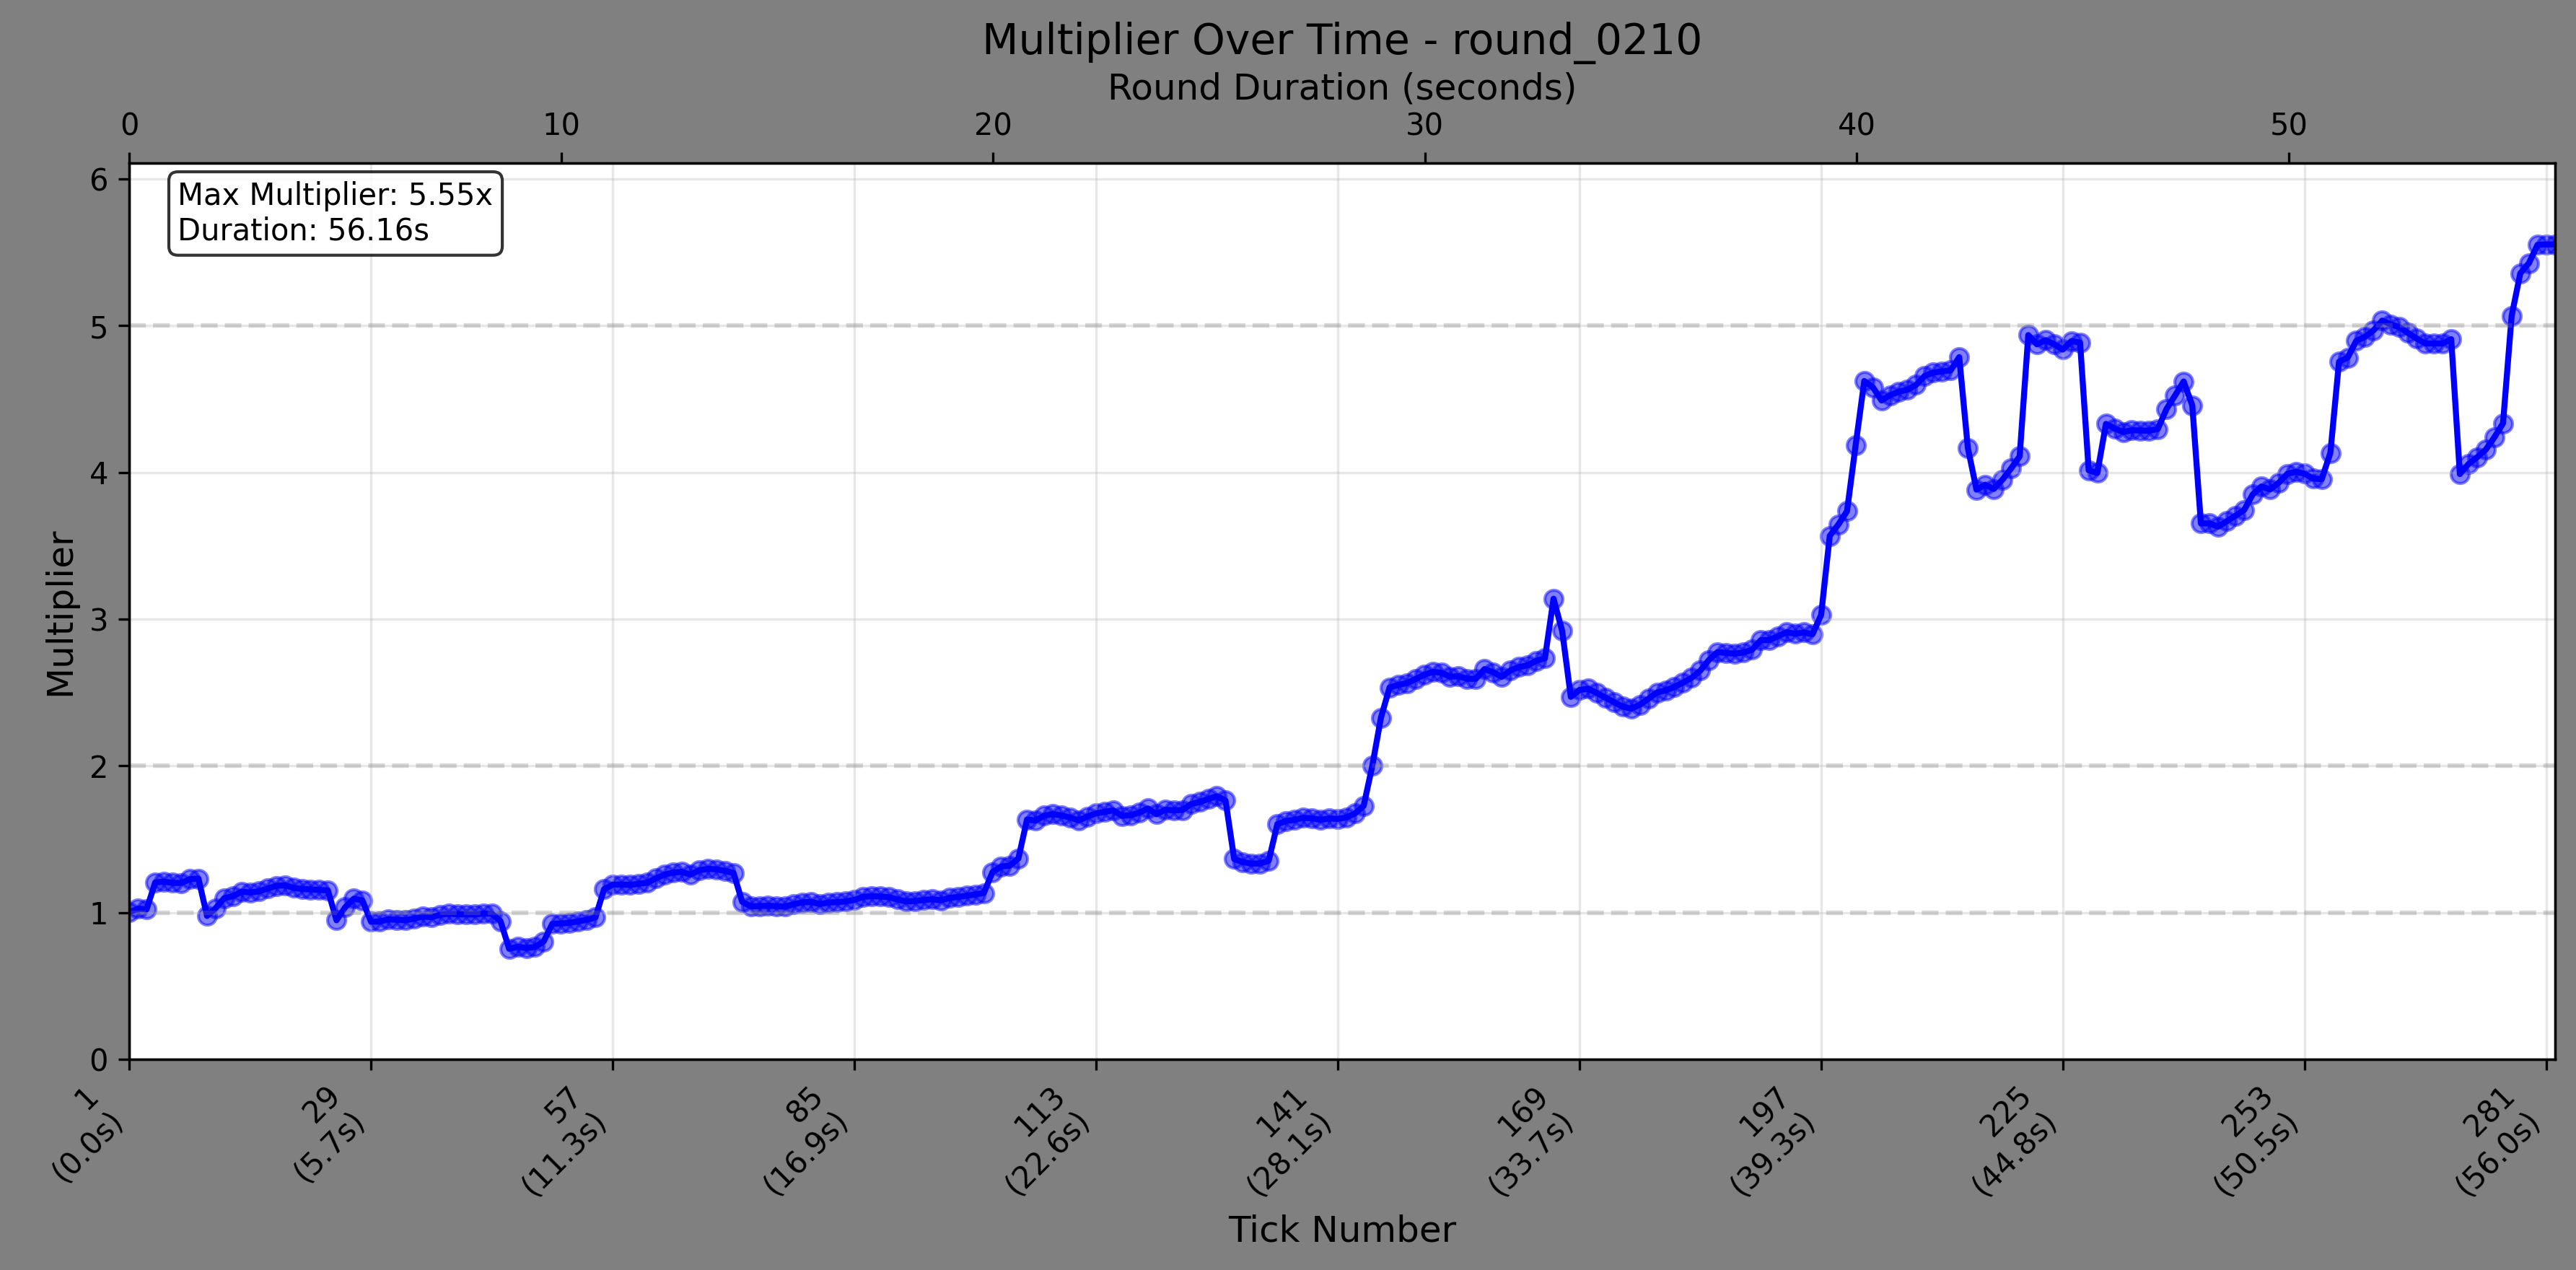 Multiplier Over Time - round_0210
Round Duration (seconds)
0 10 20 30 40 50
Max Multiplier: 5.55x
Duration: 56.16s
6
5
4
3
2
1
0
Multiplier
1
(0.0s)
29
(5.7s)
57
(11.3s)
85
(16.9s)
113
(22.6s)
141
(28.1s)
169
(33.7s)
197
(39.3s)
225
(44.8s)
253
(50.5s)
281
(56.0s)
Tick Number